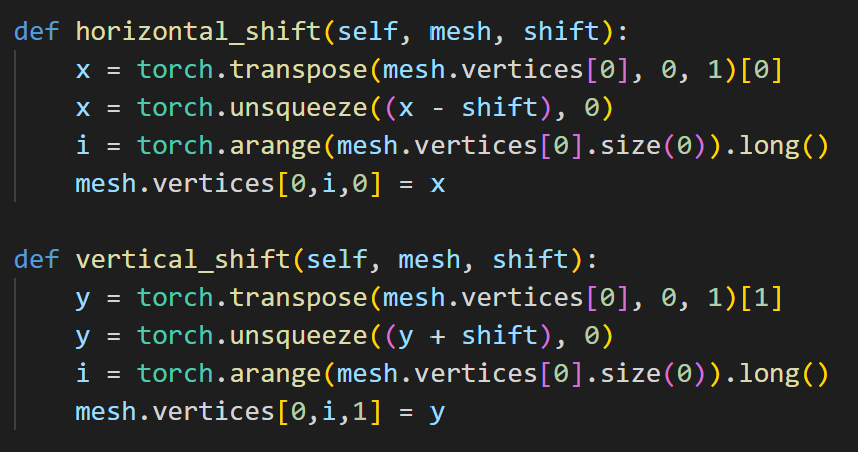 def horizontal_shift(self, mesh, shift):
    x = torch.transpose(mesh.vertices[0], 0, 1)[0]
    x = torch.unsqueeze((x - shift), 0)
    i = torch.arange(mesh.vertices[0].size(0)).long()
    mesh.vertices[0,i,0] = x

def vertical_shift(self, mesh, shift):
    y = torch.transpose(mesh.vertices[0], 0, 1)[1]
    y = torch.unsqueeze((y + shift), 0)
    i = torch.arange(mesh.vertices[0].size(0)).long()
    mesh.vertices[0,i,1] = y